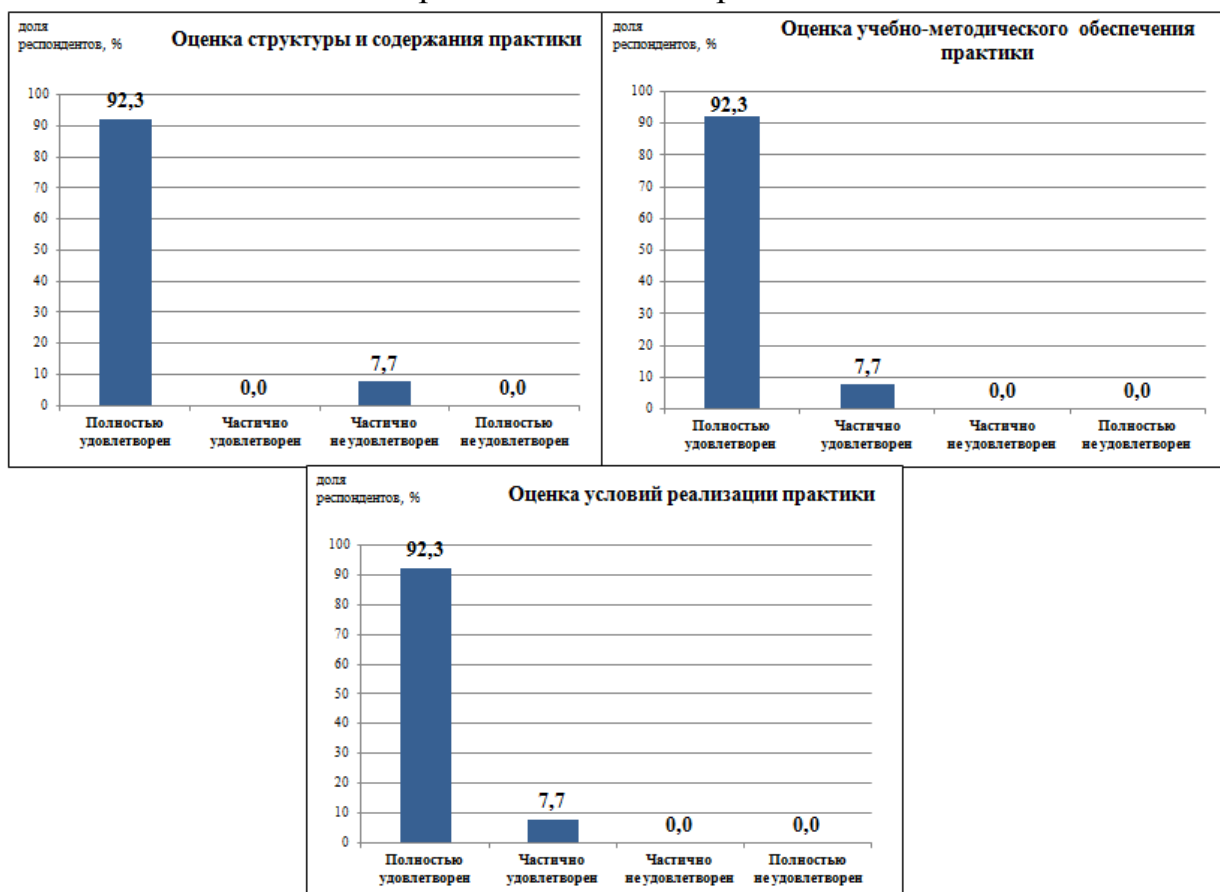 доля
респондентов, %
Оценка структуры и содержания практики
100
90
80
70
60
50
40
30
20
10
0
92,3
0,0
7,7
0,0
Полностью удовлетворен
Частично удовлетворен
Частично не удовлетворен
Полностью не удовлетворен
доля
респондентов, %
Оценка учебно-методического обеспечения
практики
100
90
80
70
60
50
40
30
20
10
0
92,3
7,7
0,0
0,0
Полностью удовлетворен
Частично удовлетворен
Частично не удовлетворен
Полностью не удовлетворен
доля
респондентов, %
Оценка условий реализации практики
100
90
80
70
60
50
40
30
20
10
0
92,3
7,7
0,0
0,0
Полностью удовлетворен
Частично удовлетворен
Частично не удовлетворен
Полностью не удовлетворен